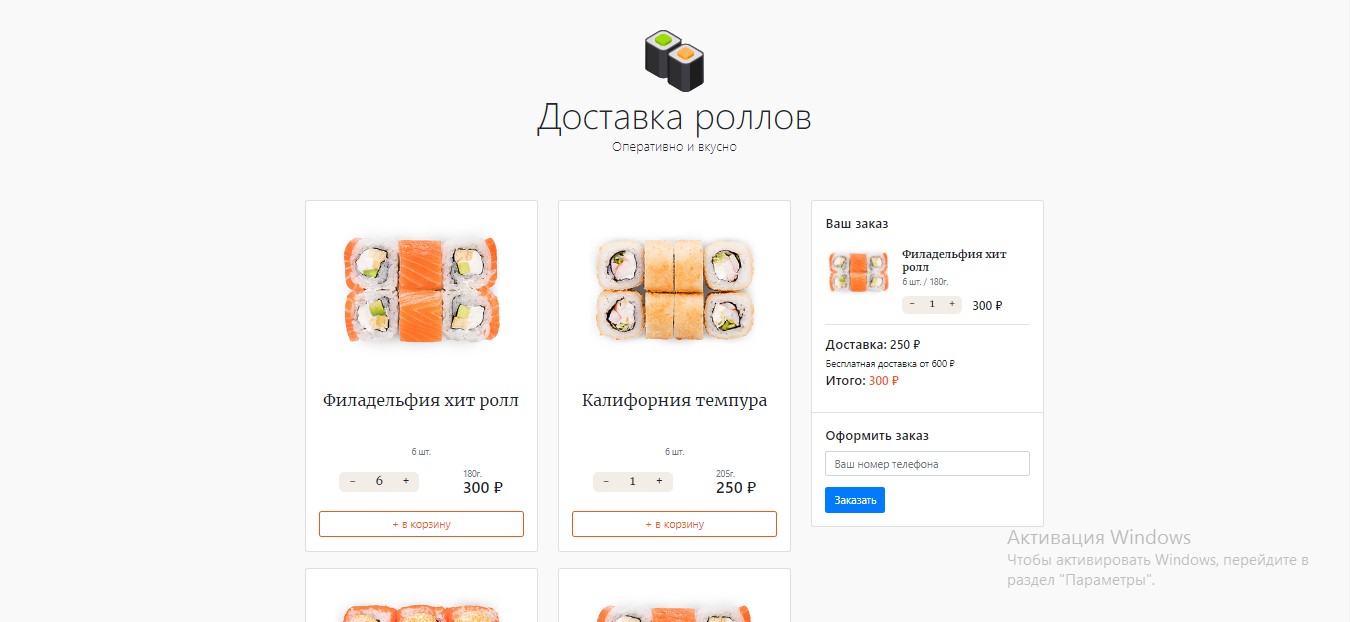 Доставка роллов
Оперативно и вкусно
Филадельфия хит ролл
6 шт.
- 6 +
180г.
300 ₽
+ в корзину
Калифорния темпура
6 шт.
- 1 +
205г.
250 ₽
+ в корзину
Ваш заказ
Филадельфия хит
ролл
6 шт. / 180г.
- 1 +
300 ₽
Доставка: 250 ₽
Бесплатная доставка от 600 ₽
Итого: 300 ₽
Оформить заказ
Ваш номер телефона
Заказать
Активация Windows
Чтобы активировать Windows, перейдите в
раздел "Параметры".